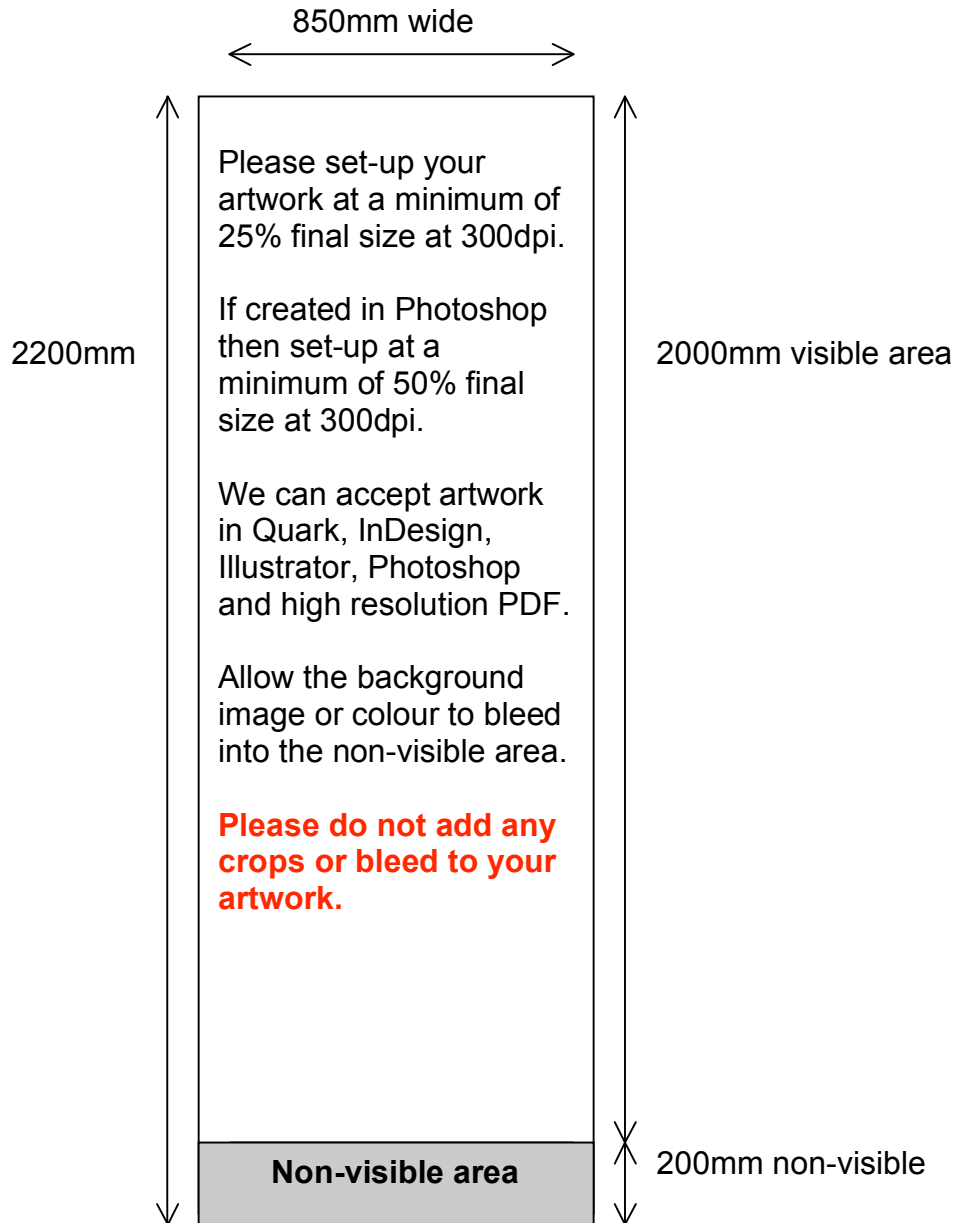 850mm wide
Please set-up your
artwork at a minimum of
25% final size at 300dpi.
If created in Photoshop
then set-up at a
minimum of 50% final
size at 300dpi.
2200mm
2000mm visible area
We can accept artwork
in Quark, InDesign,
Illustrator, Photoshop
and high resolution PDF.
Allow the background
image or colour to bleed
into the non-visible area.
Please do not add any
crops or bleed to your
artwork.
Non-visible area
200mm non-visible